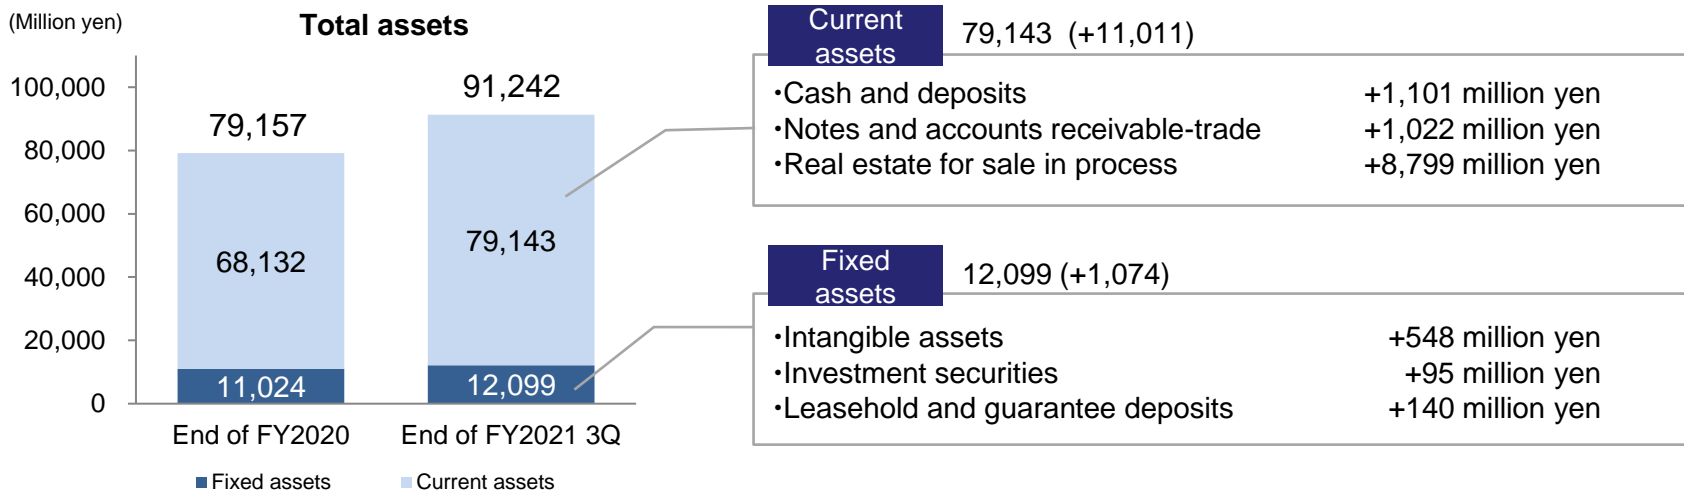 (Million yen)
Total assets
100,000
80,000
60,000
40,000
20,000
0
79,157
91,242
68,132
79,143
11,024
12,099
End of FY2020
End of FY2021 3Q
Fixed assets
Current assets
Current
assets
79,143 (+11,011)
・Cash and deposits +1,101 million yen
・Notes and accounts receivable-trade +1,022 million yen
・Real estate for sale in process +8,799 million yen
Fixed
assets
12,099 (+1,074)
・Intangible assets +548 million yen
・Investment securities +95 million yen
・Leasehold and guarantee deposits +140 million yen